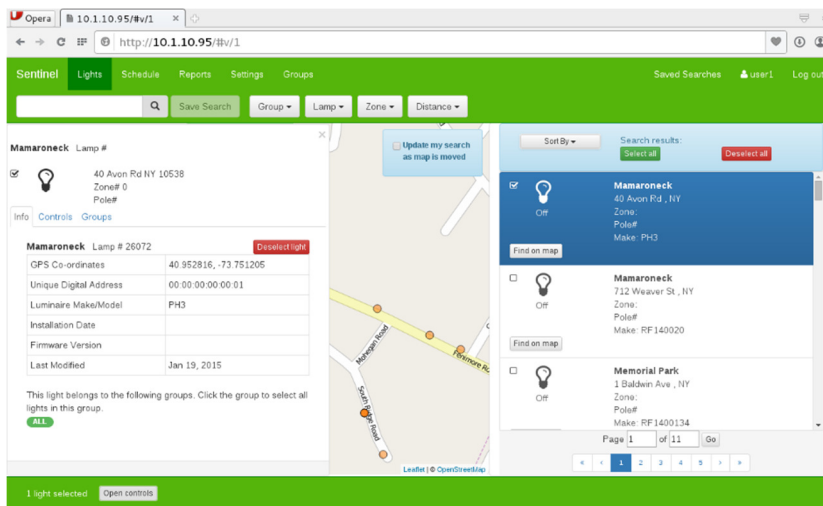 Opera
10.1.10.95/#v/1
http://10.1.10.95/#v/1
Sentinel Lights Schedule Reports Settings Groups Saved Searches user1 Log out
Save Search Group Lamp Zone Distance
Mamaroneck Lamp #
40 Avon Rd NY 10538
Zone# 0
Pole#
Info Controls Groups
Mamaroneck Lamp # 26072 Deselect light
GPS Co-ordinates 40.952816, -73.751205
Unique Digital Address 00:00:00:00:00:01
Luminaire Make/Model PH3
Installation Date
Firmware Version
Last Modified Jan 19, 2015
This light belongs to the following groups. Click the group to select all
lights in this group.
ALL
Update my search
as map is moved
Mohegan Road
Fenimore Ro
South Ridge Road
Leaflet | © OpenStreetMap
Sort By
Search results:
Select all Deselect all
Mamaroneck
40 Avon Rd , NY
Off Zone:
Pole#
Make: PH3
Find on map
Mamaroneck
712 Weaver St , NY
Off Zone:
Pole#
Make: RF140020
Find on map
Memorial Park
1 Baldwin Ave , NY
Off Zone:
Pole#
Make: RF1400134
Page 1 of 11 Go
« ‹ 1 2 3 4 5 › »
1 light selected Open controls